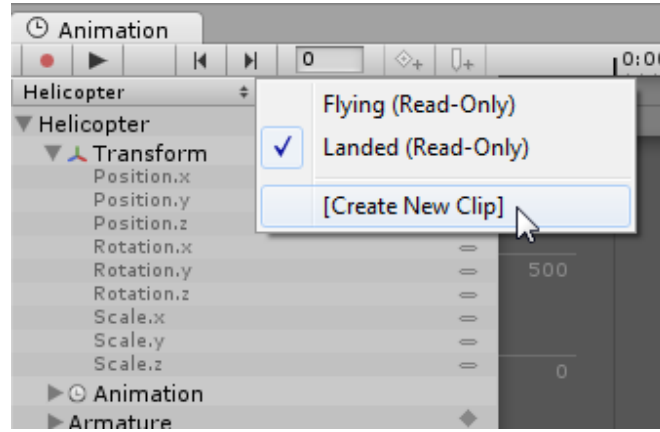 Animation
0
0:00
Helicopter
Flying (Read-Only)
Landed (Read-Only)
[Create New Clip]
Helicopter
Transform
Position.x
Position.y
Position.z
Rotation.x
Rotation.y
Rotation.z
Scale.x
Scale.y
Scale.z
Animation
Armature
500
0